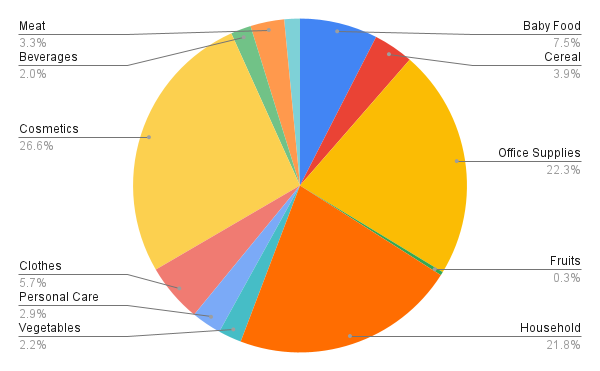 Meat
3.3%
Beverages
2.0%
Cosmetics
26.6%
Clothes
5.7%
Personal Care
2.9%
Vegetables
2.2%
Baby Food
7.5%
Cereal
3.9%
Office Supplies
22.3%
Fruits
0.3%
Household
21.8%